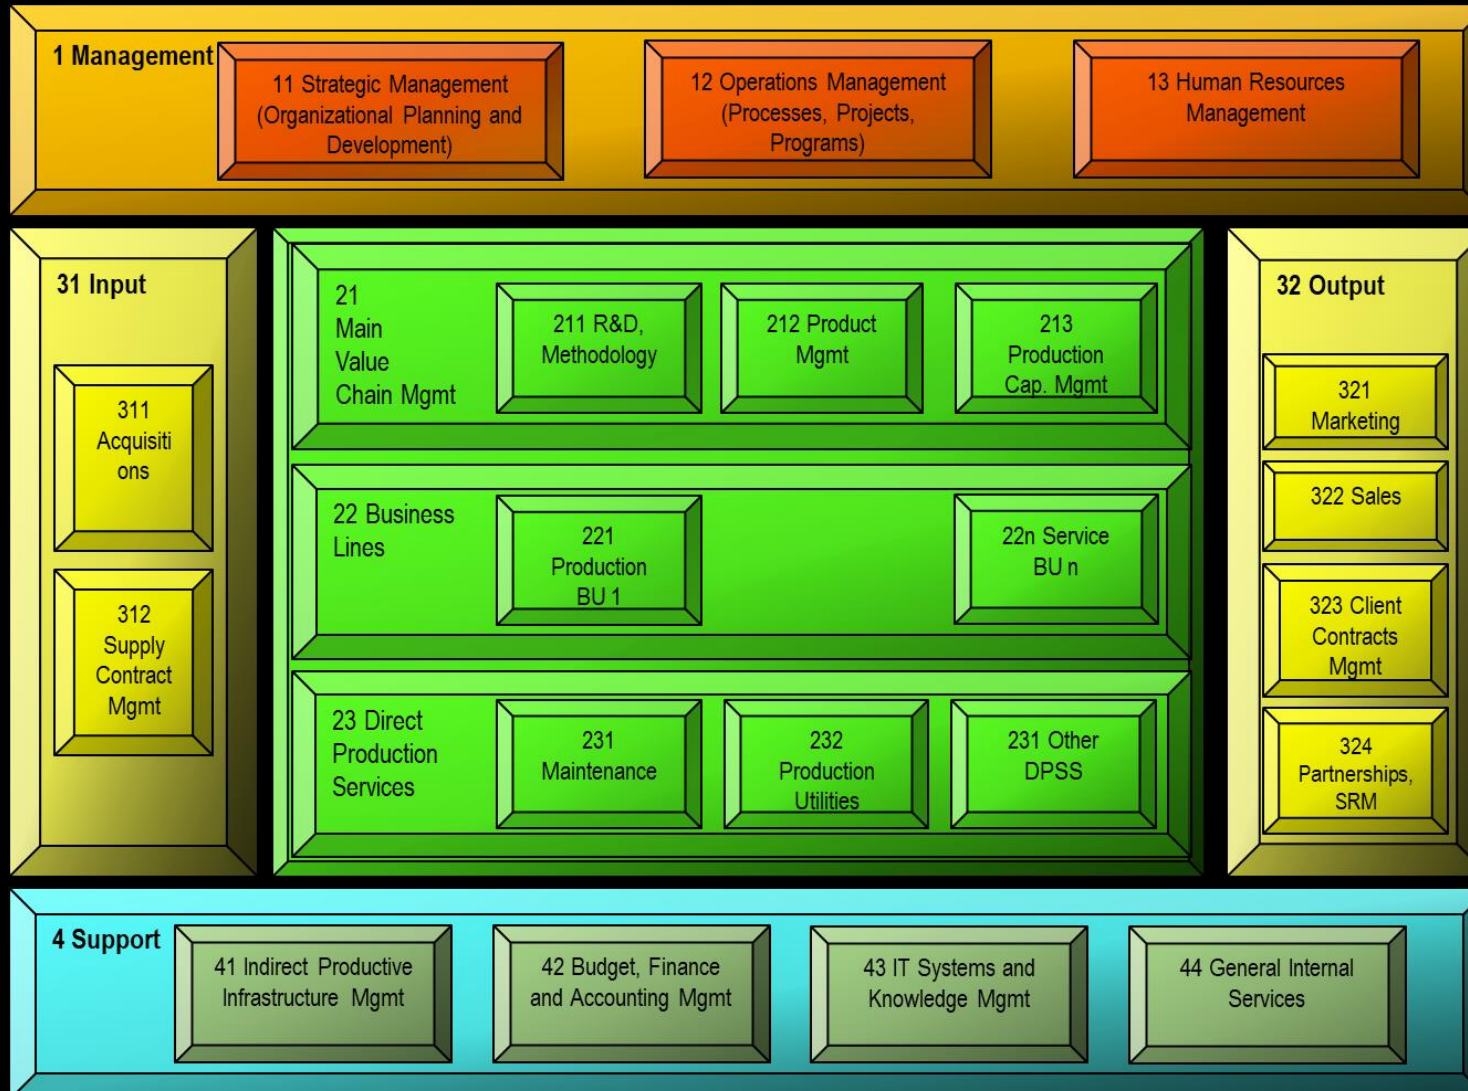 1 Management
11 Strategic Management
(Organizational Planning and
Development)
12 Operations Management
(Processes, Projects,
Programs)
13 Human Resources
Management
31 Input
311
Acquisiti
ons
312
Supply
Contract
Mgmt
21
Main
Value
Chain Mgmt
211 R&D,
Methodology
212 Product
Mgmt
213
Production
Cap. Mgmt
22 Business
Lines
221
Production
BU 1
22n Service
BU n
23 Direct
Production
Services
231
Maintenance
232
Production
Utilities
231 Other
DPSS
32 Output
321
Marketing
322 Sales
323 Client
Contracts
Mgmt
324
Partnerships,
SRM
4 Support
41 Indirect Productive
Infrastructure Mgmt
42 Budget, Finance
and Accounting Mgmt
43 IT Systems and
Knowledge Mgmt
44 General Internal
Services